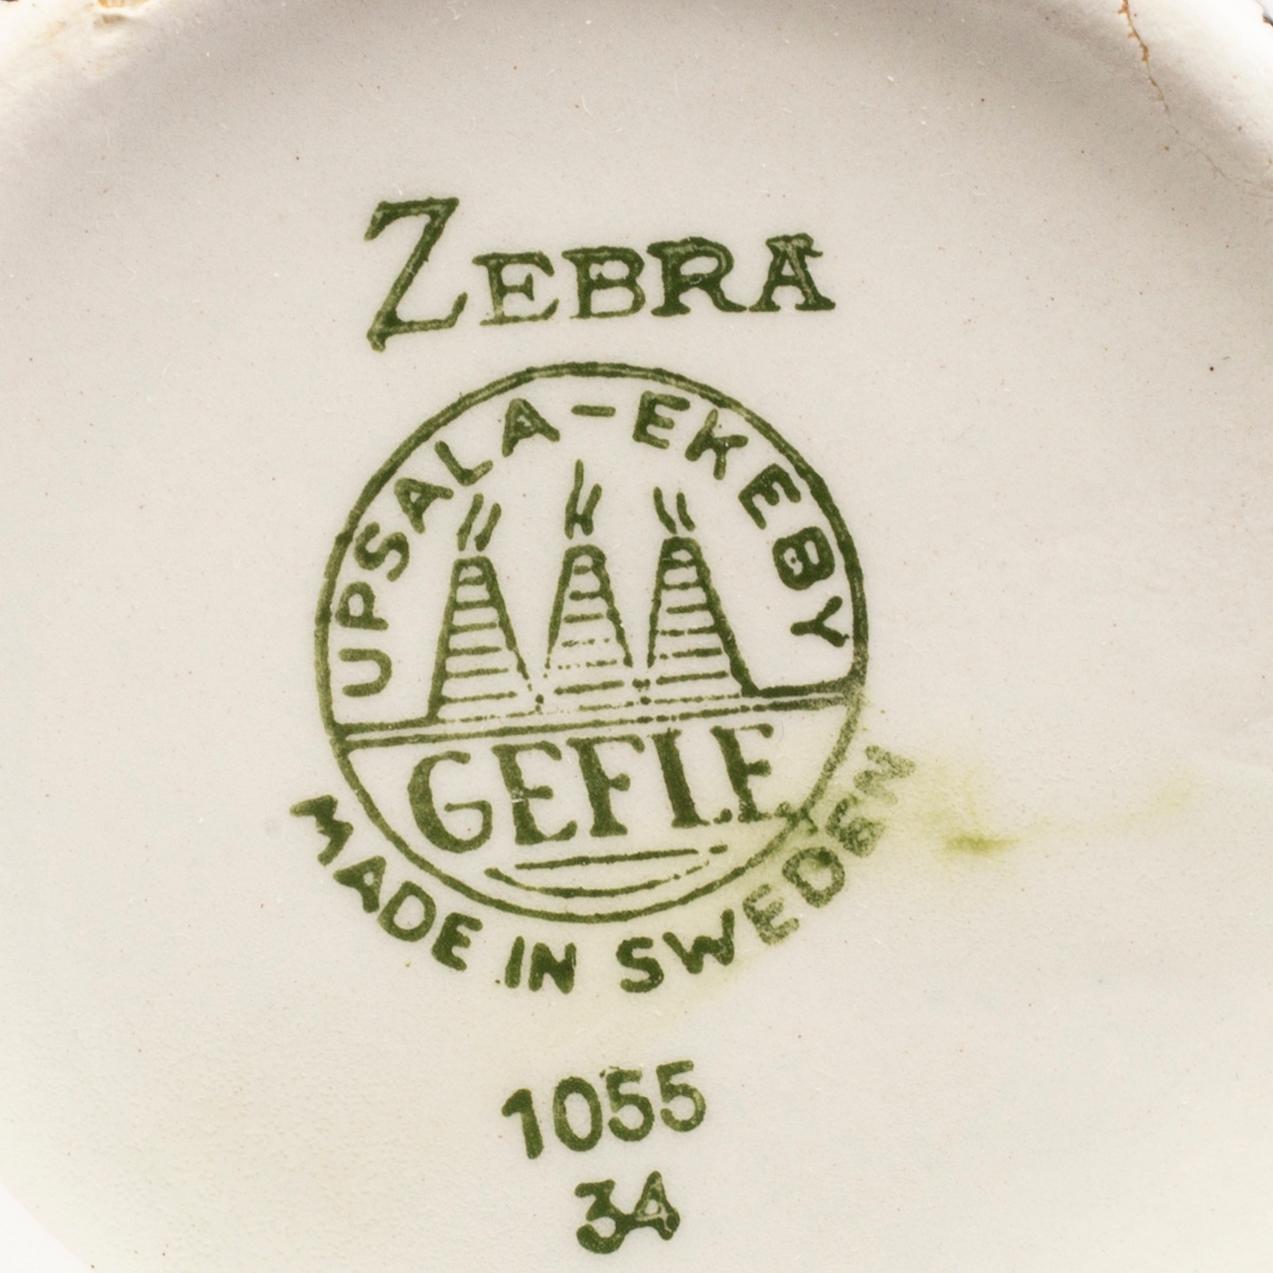 ZEBRA
UPSALA-EKEBY
GEFLE
MADE IN SWEDEN
1055
34